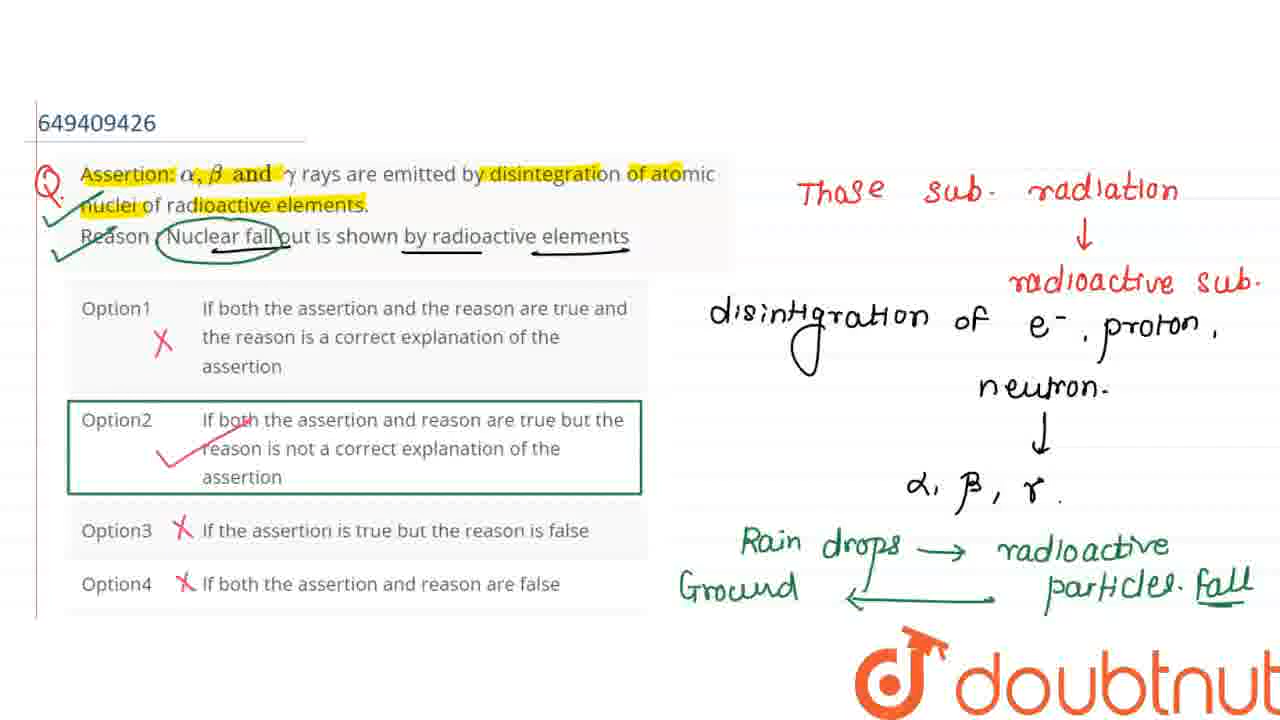 649409426
Q.
Assertion: α, β and γ rays are emitted by disintegration of atomic
nuclei of radioactive elements.
Reason : Nuclear fall out is shown by radioactive elements
Option1 If both the assertion and the reason are true and
the reason is a correct explanation of the
assertion
Option2 If both the assertion and reason are true but the
reason is not a correct explanation of the
assertion
Option3 If the assertion is true but the reason is false
Option4 If both the assertion and reason are false
Those sub. radiation
↓
radioactive sub.
disintigration of e⁻, proton,
neutron.
↓
α, β, γ.
Rain drops → radioactive
Ground ← particles. fall
doubtnut